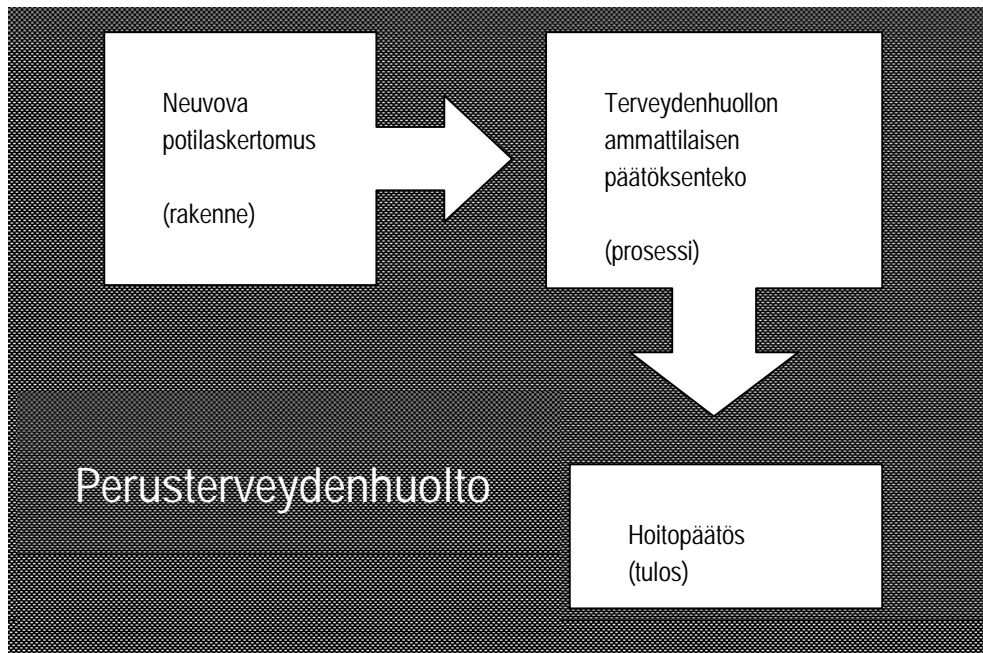 Neuvova
potilaskertomus
(rakenne)
Terveydenhuollon
ammattilaisen
päätöksenteko
(prosessi)
Perusterveydenhuolto
Hoitopäätös
(tulos)